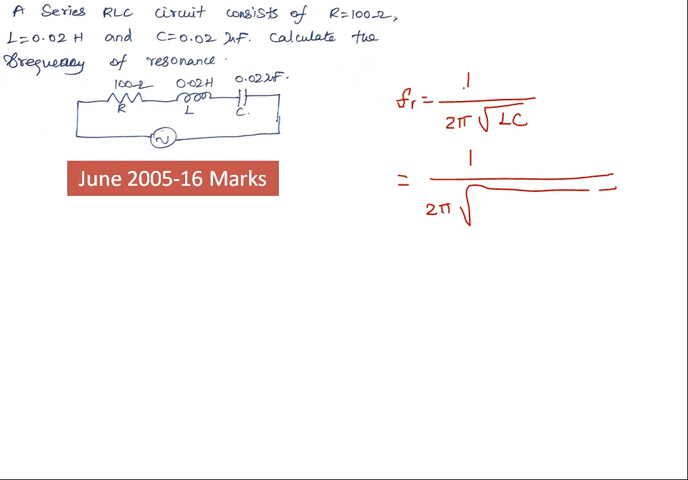 A Series RLC circuit consists of R=100Ω,
L=0.02 H and C=0.02 μF. Calculate the
frequency of resonance.
100Ω 0.02H 0.02μF.
R L C.
June 2005-16 Marks
fr = 1 / 2π √LC
= 1 / 2π √